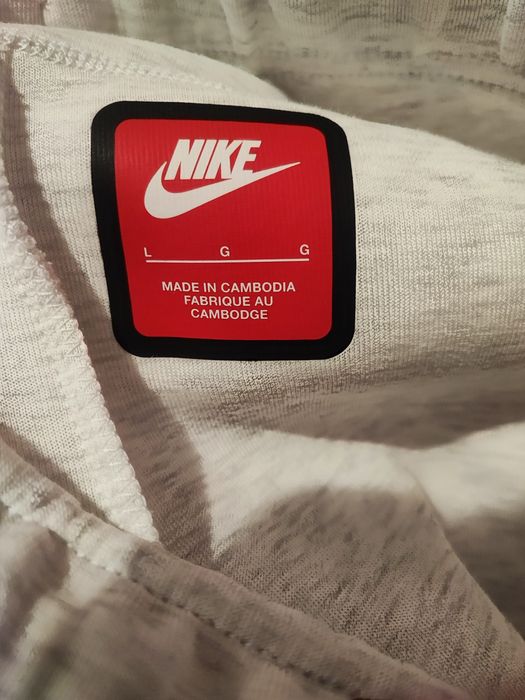 NIKE
L G G
MADE IN CAMBODIA
FABRIQUE AU
CAMBODGE